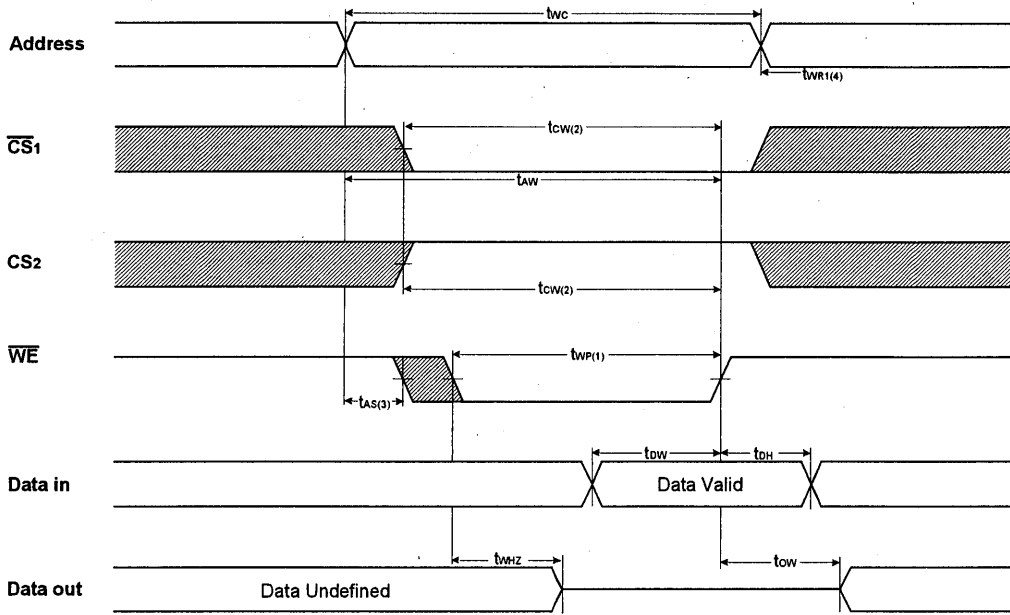 tWC
Address
tWR1(4)
tCW(2)
CS1
tAW
CS2
tCW(2)
WE
tWP(1)
tAS(3)
tDW
tDH
Data in
Data Valid
tWHZ
tOW
Data out
Data Undefined